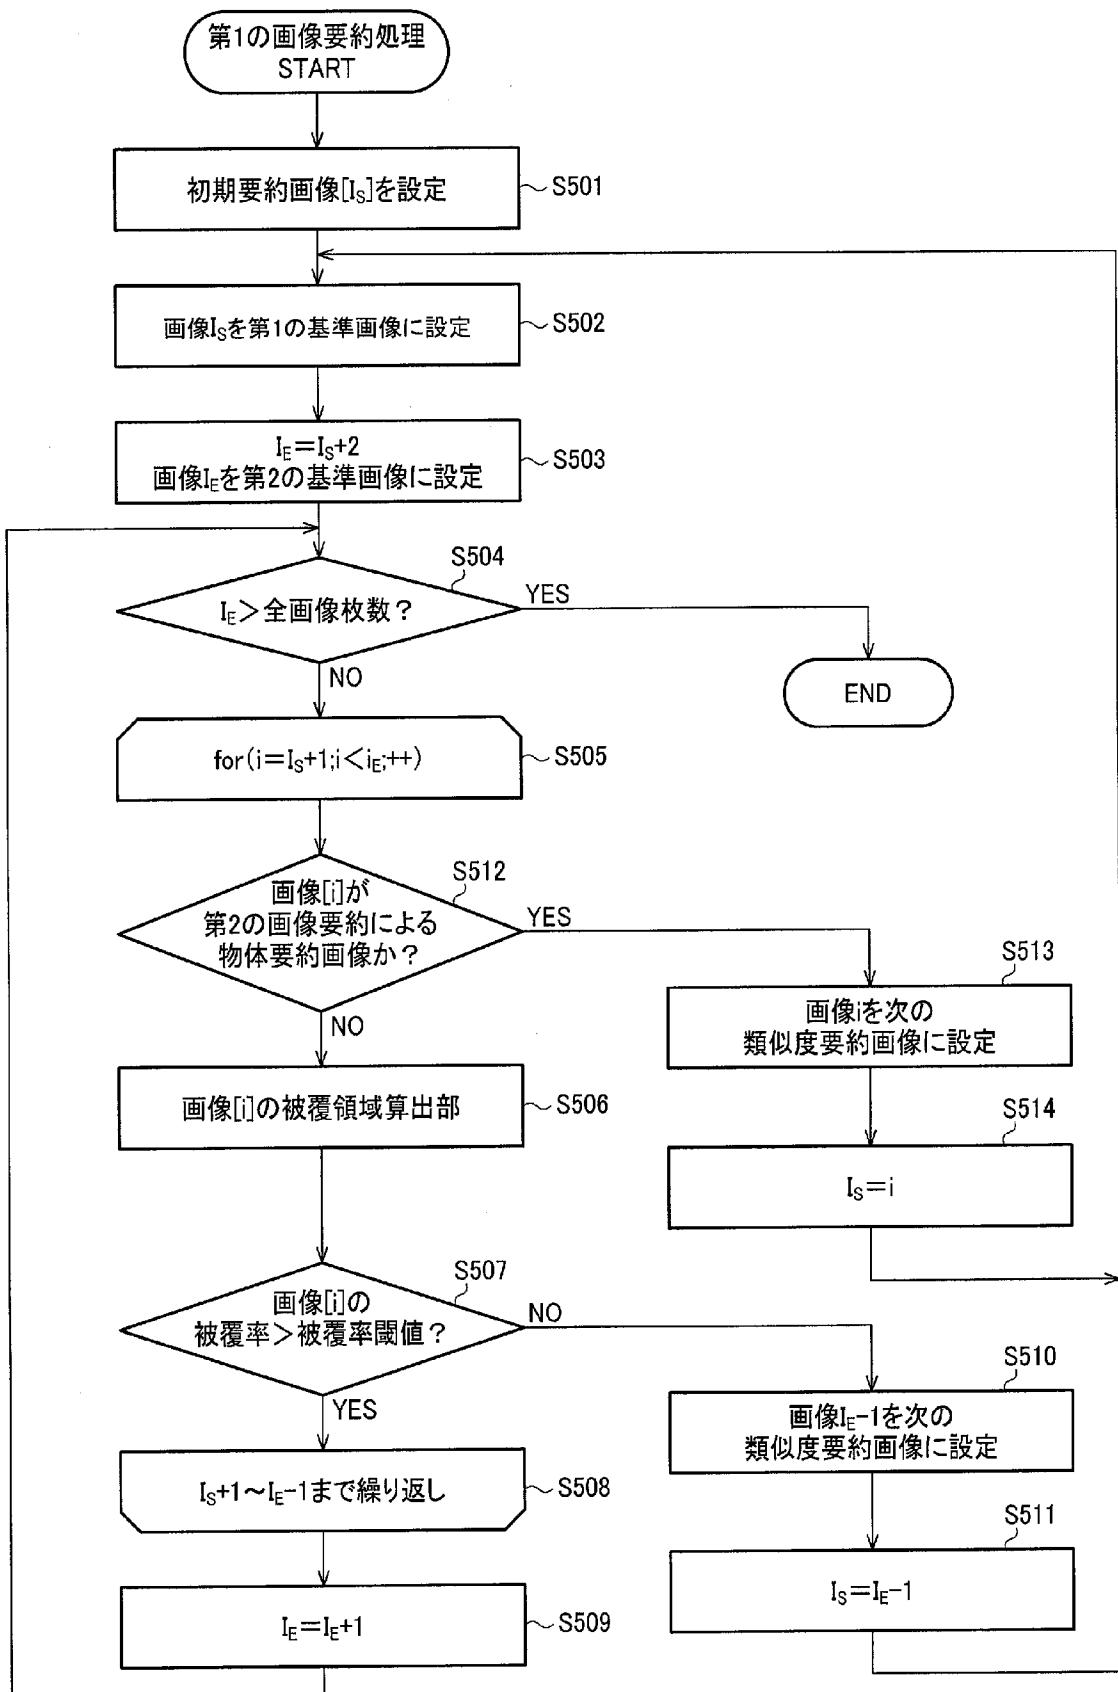 第1の画像要約処理
START
初期要約画像[IS]を設定
S501
画像ISを第1の基準画像に設定
S502
IE=IS+2
画像IEを第2の基準画像に設定
S503
S504
IE>全画像枚数?
YES
NO
END
for(i=IS+1;i<iE;++)
S505
S512
画像[i]が
第2の画像要約による
物体要約画像か?
YES
NO
S513
画像iを次の
類似度要約画像に設定
画像[i]の被覆領域算出部
S506
S514
IS=i
S507
画像[i]の
被覆率>被覆率閾値?
NO
YES
S510
画像IE-1を次の
類似度要約画像に設定
IS+1~IE-1まで繰り返し
S508
S511
IS=IE-1
IE=IE+1
S509